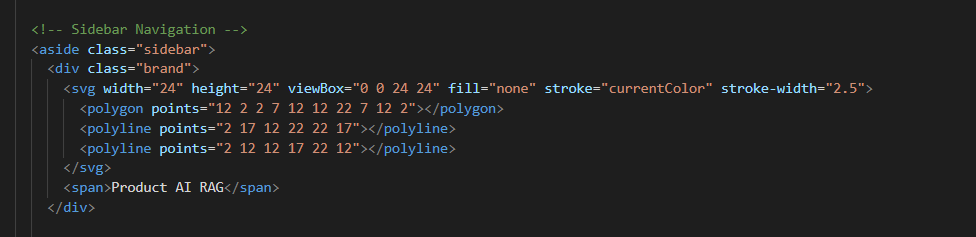 <!-- Sidebar Navigation -->
<aside class="sidebar">
<div class="brand">
<svg width="24" height="24" viewBox="0 0 24 24" fill="none" stroke="currentColor" stroke-width="2.5">
<polygon points="12 2 2 7 12 12 22 7 12 2"></polygon>
<polyline points="2 17 12 22 22 17"></polyline>
<polyline points="2 12 12 17 22 12"></polyline>
</svg>
<span>Product AI RAG</span>
</div>